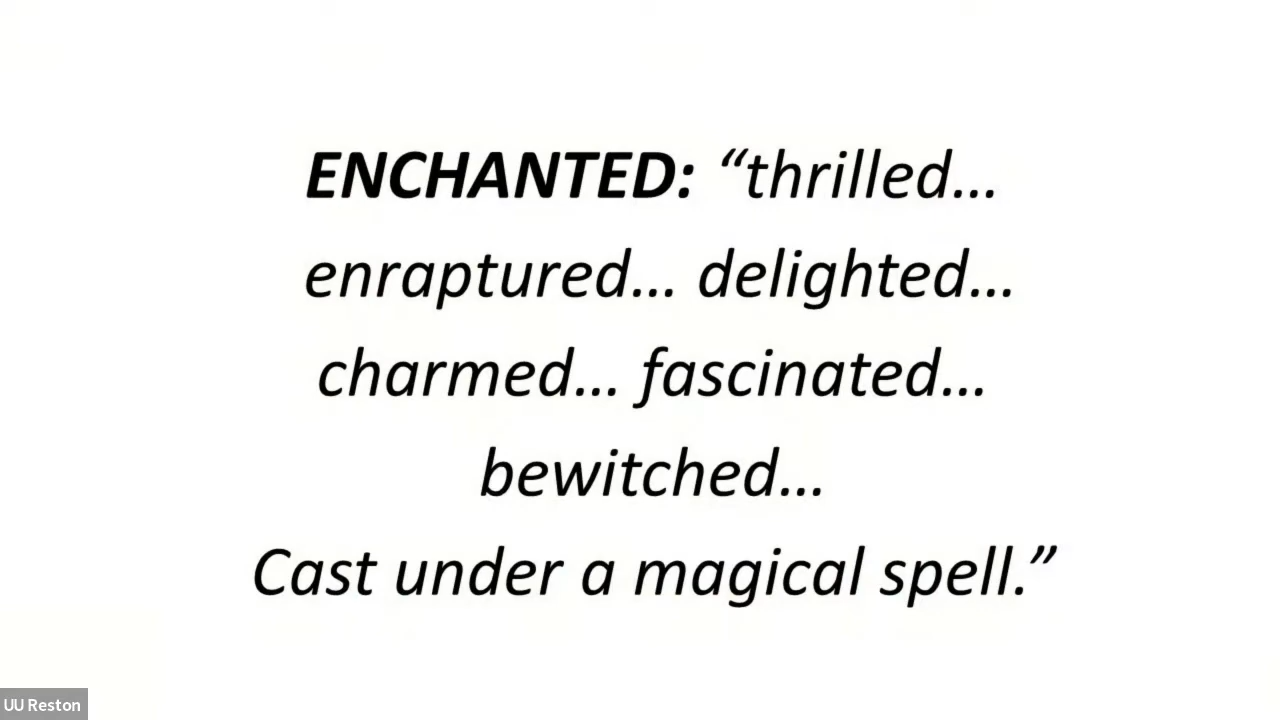 ENCHANTED: “thrilled…
enraptured… delighted…
charmed… fascinated…
bewitched…
Cast under a magical spell.”
UU Reston